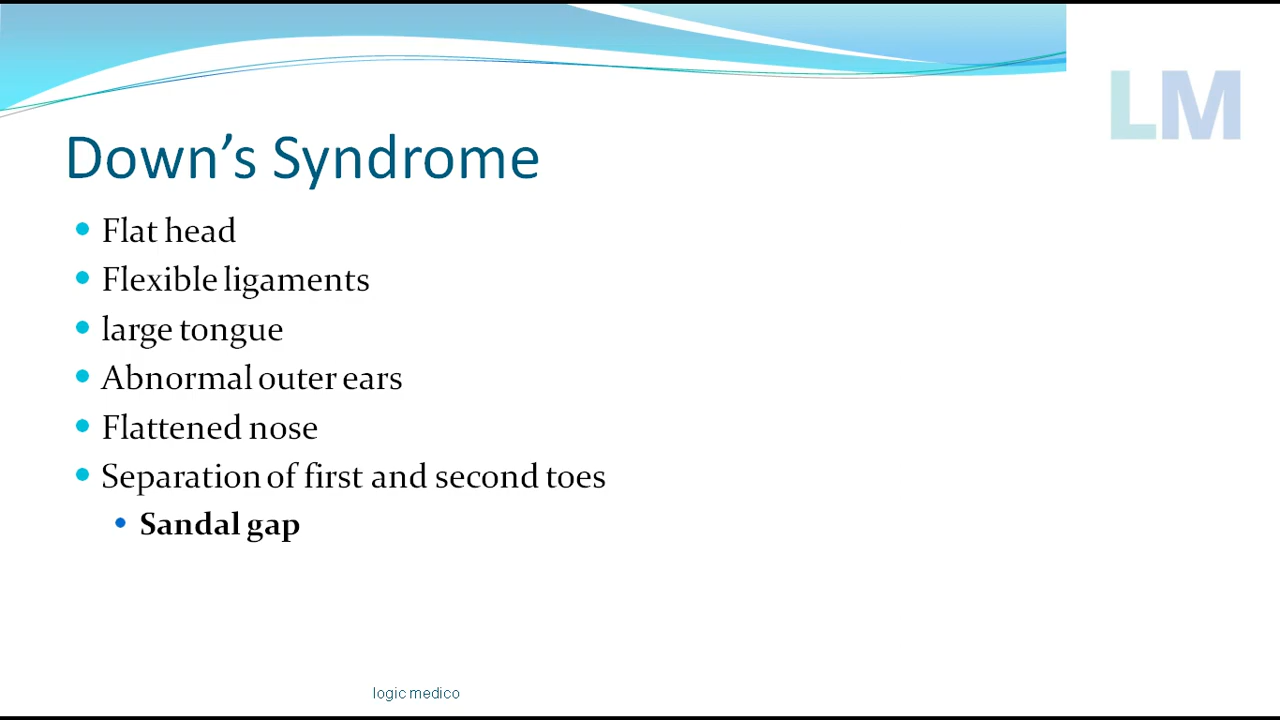 LM
Down’s Syndrome
Flat head
Flexible ligaments
large tongue
Abnormal outer ears
Flattened nose
Separation of first and second toes
Sandal gap
logic medico